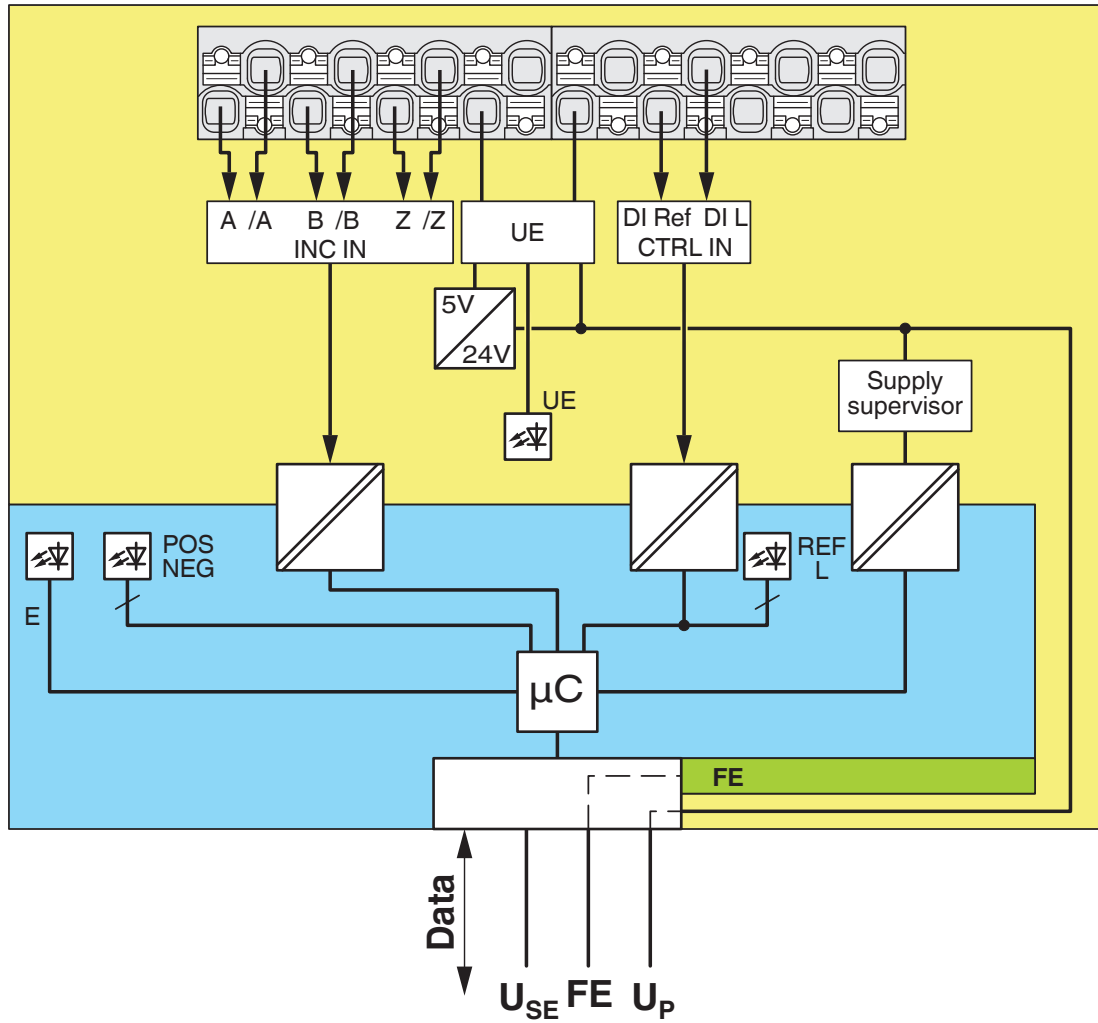 A /A B /B Z /Z
INC IN
UE
DI Ref DI L
CTRL IN
5V
24V
UE
Supply
supervisor
E
POS
NEG
REF
L
µC
FE
Data
USE FE UP